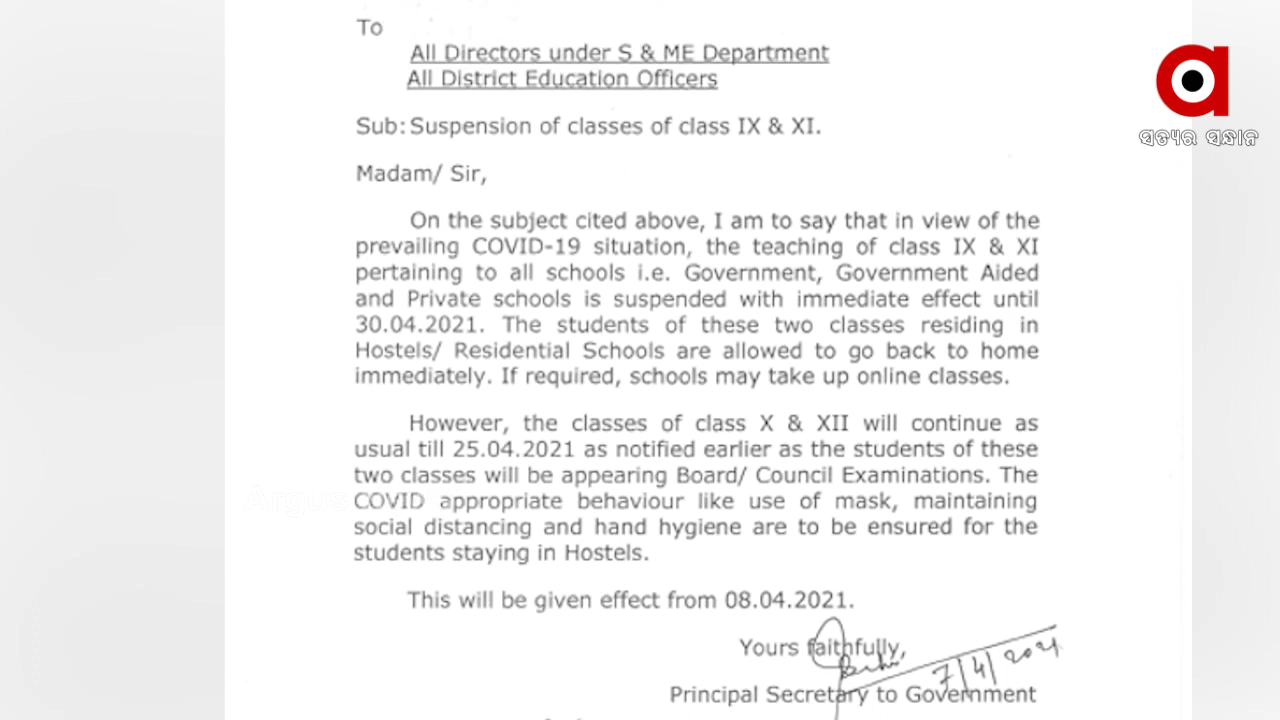 To
All Directors under S & ME Department
All District Education Officers
ସତ୍ୟର ସନ୍ଧାନ
Sub: Suspension of classes of class IX & XI.
Madam/ Sir,
On the subject cited above, I am to say that in view of the
prevailing COVID-19 situation, the teaching of class IX & XI
pertaining to all schools i.e. Government, Government Aided
and Private schools is suspended with immediate effect until
30.04.2021. The students of these two classes residing in
Hostels/ Residential Schools are allowed to go back to home
immediately. If required, schools may take up online classes.
However, the classes of class X & XII will continue as
usual till 25.04.2021 as notified earlier as the students of these
two classes will be appearing Board/ Council Examinations. The
Argus
COVID appropriate behaviour like use of mask, maintaining
social distancing and hand hygiene are to be ensured for the
students staying in Hostels.
This will be given effect from 08.04.2021.
Yours faithfully,
7/4/2021
Principal Secretary to Government